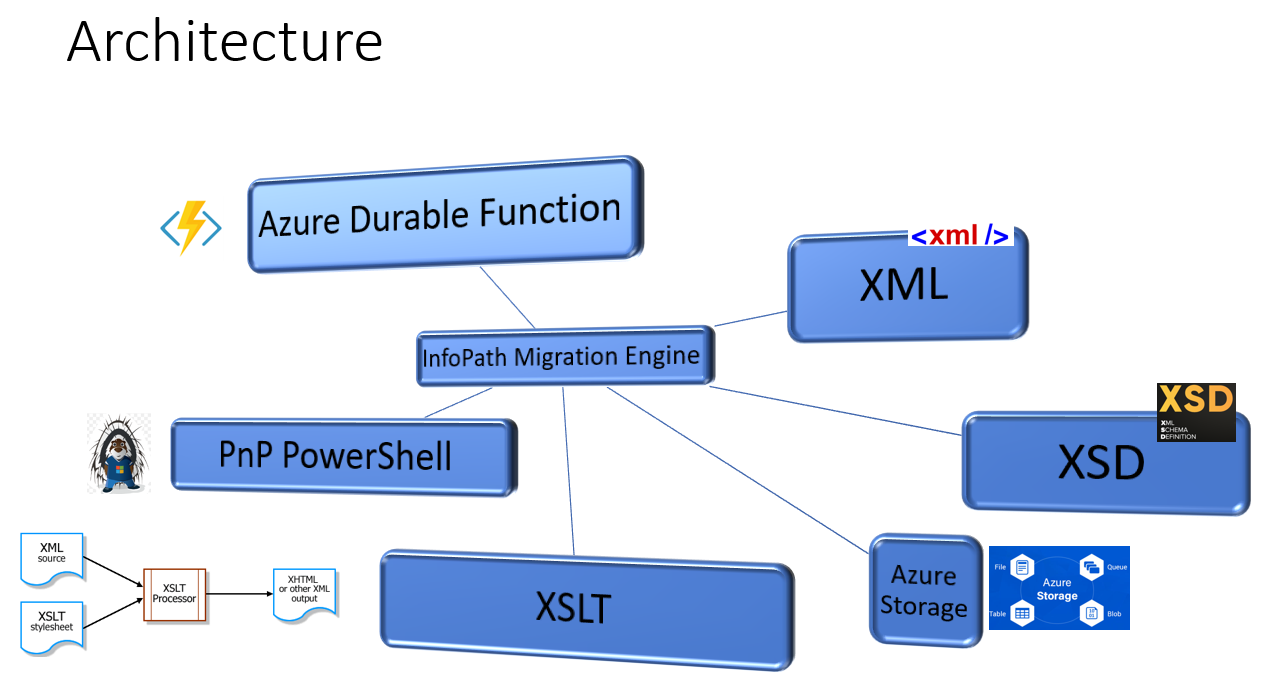 Architecture
Azure Durable Function
<xml />
XML
InfoPath Migration Engine
XSD
XML
SCHEMA
DEFINITION
XSD
PnP PowerShell
XML
source
XSLT
stylesheet
XSLT
Processor
XHTML
or other XML
output
XSLT
Azure
Storage
File
Queue
Azure
Storage
Table
Blob